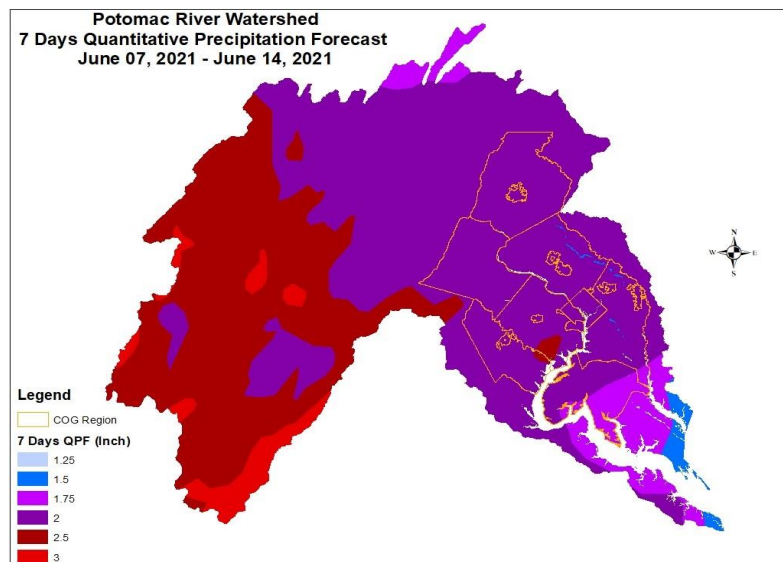 Potomac River Watershed
7 Days Quantitative Precipitation Forecast
June 07, 2021 - June 14, 2021
N
W E
S
Legend
COG Region
7 Days QPF (Inch)
1.25
1.5
1.75
2
2.5
3